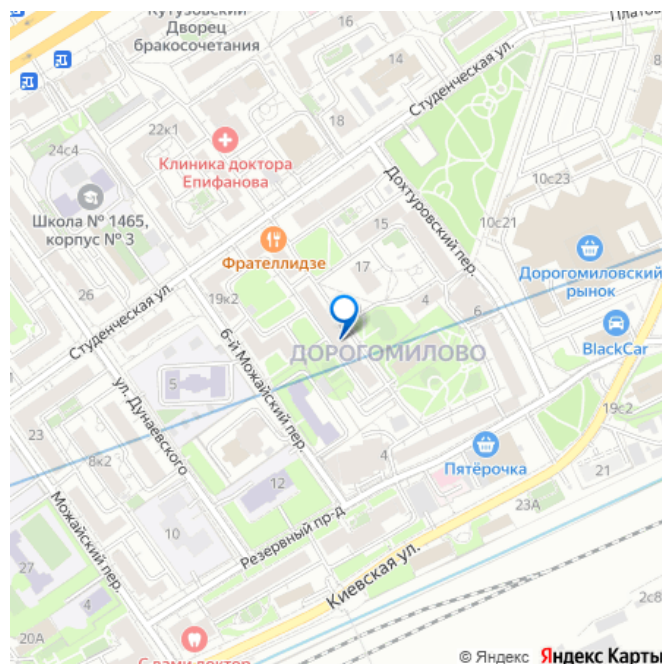 Кутузовский
Дворец
бракосочетания
Платов
Студенческая ул.
18
22к1
24с4
Клиника доктора
Епифанова
10с23
Школа № 1465,
корпус № 3
Дохтуровский пер.
10с21
15
Фрателлидзе
17
Дорогомиловский
рынок
26
19к2
4
6
Студенческая ул.
6-й Можайский пер.
ДОРОГОМИЛОВО
BlackCar
5
ул. Дунаевского
19с2
23
8к2
4
Пятёрочка
21
12
23А
Можайский пер.
10
Резервный пр-д
Киевская ул.
27
4
2с8
20А
С вами доктор
© Яндекс Яндекс Карты